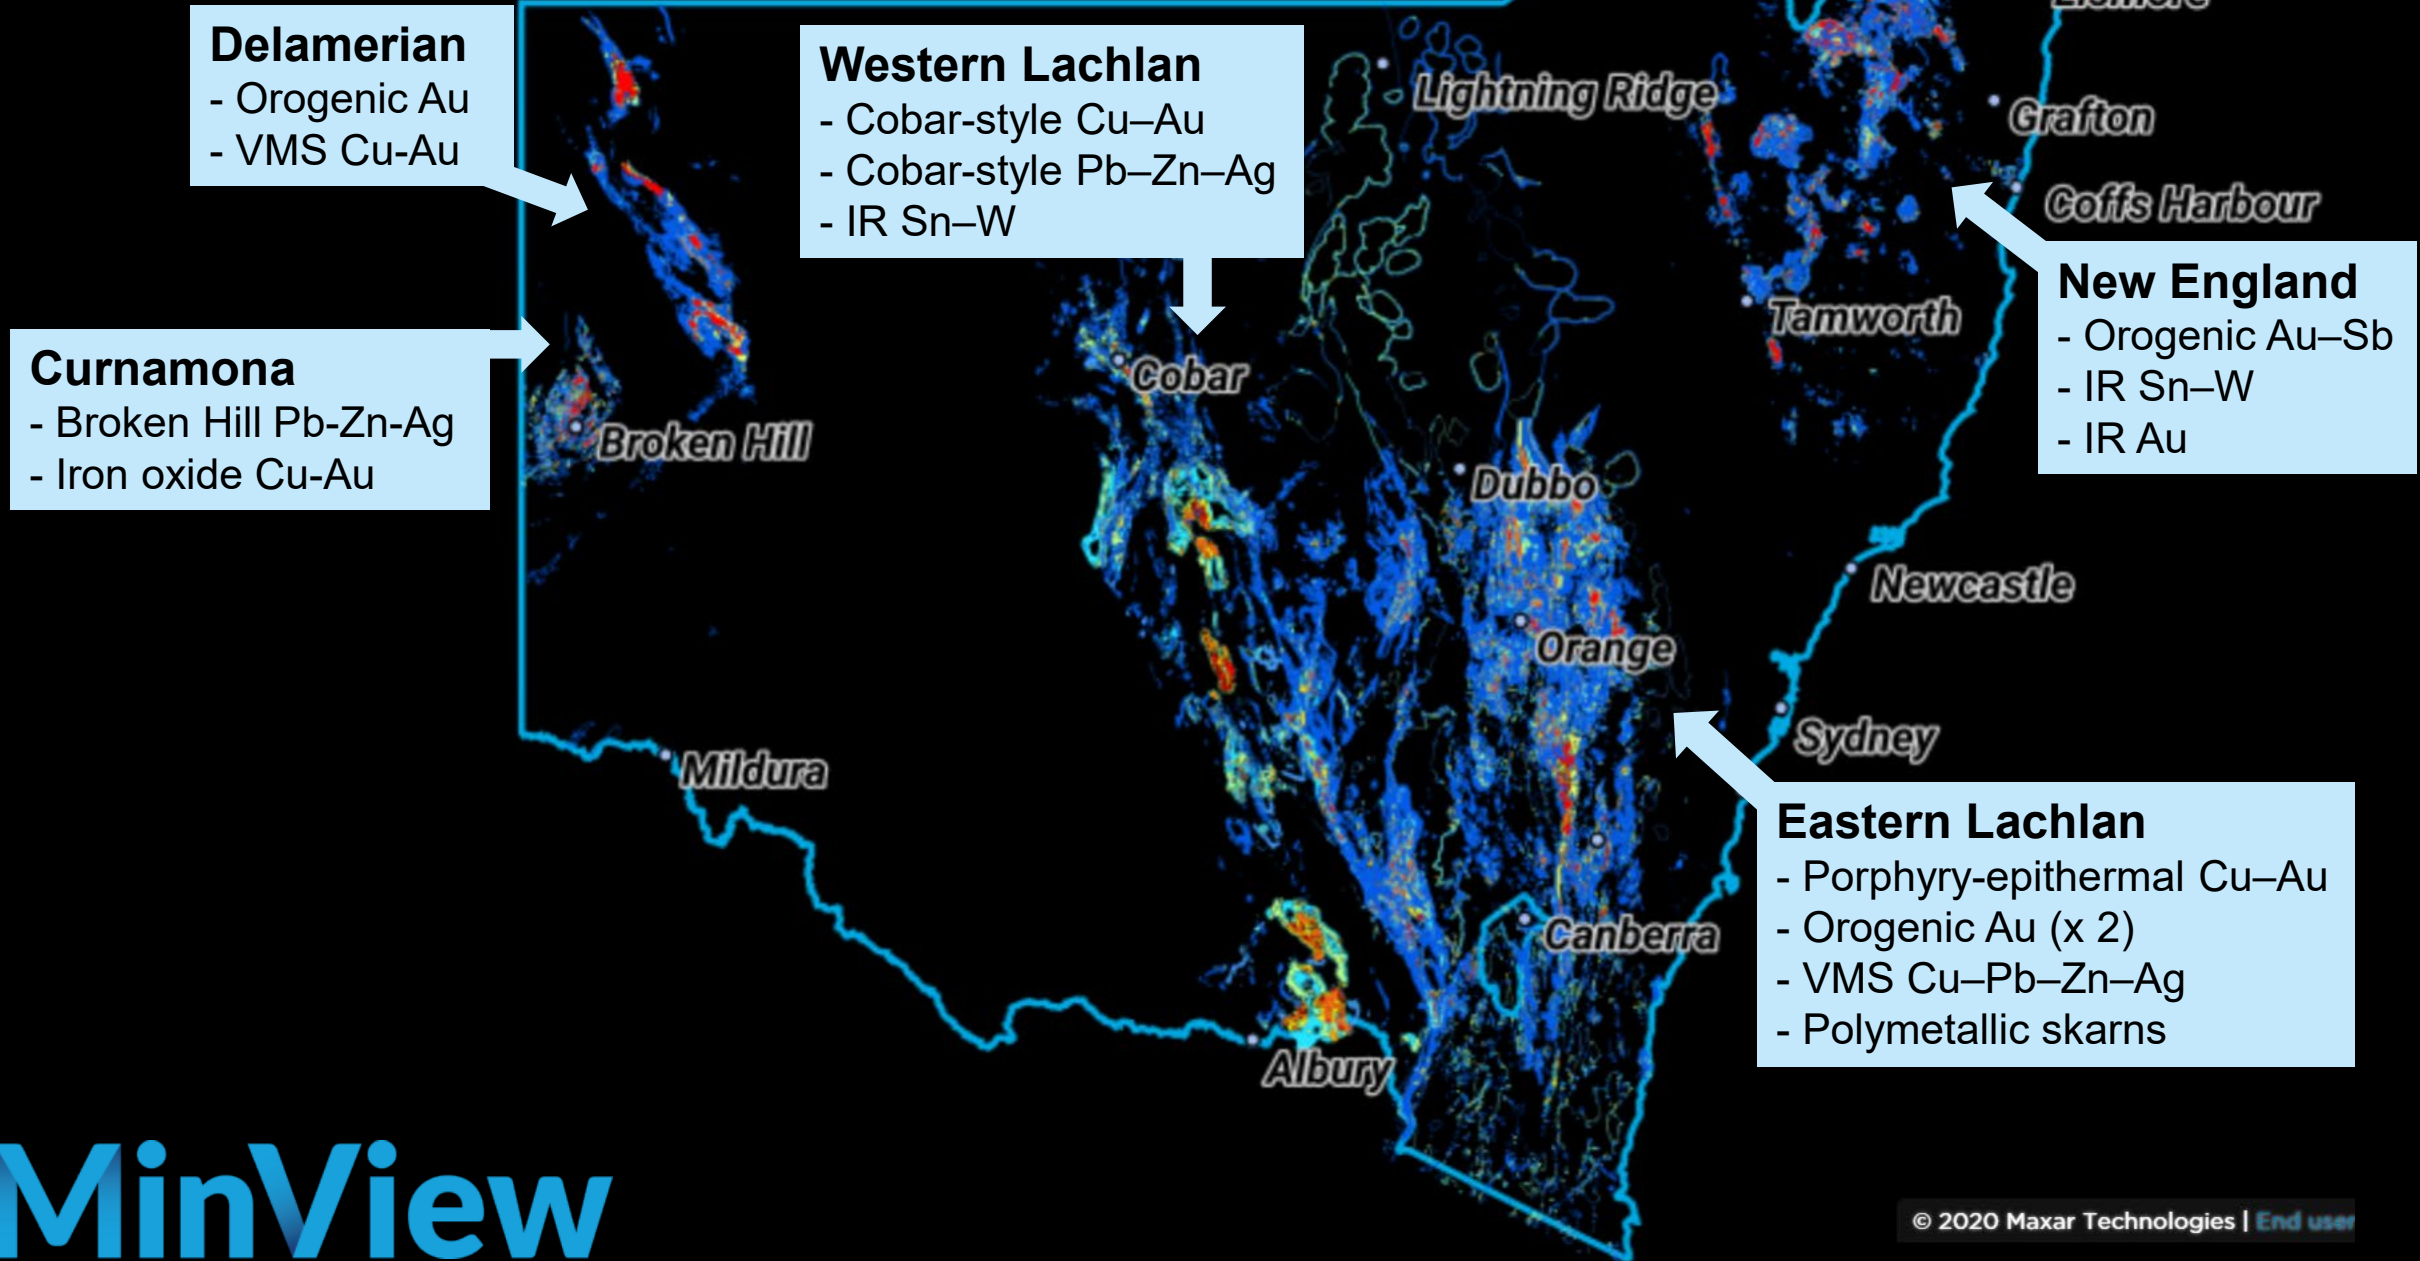 Delamerian
- Orogenic Au
- VMS Cu-Au
Western Lachlan
- Cobar-style Cu–Au
- Cobar-style Pb–Zn–Ag
- IR Sn–W
Lismore
Lightning Ridge
Grafton
Coffs Harbour
New England
- Orogenic Au–Sb
- IR Sn–W
- IR Au
Tamworth
Curnamona
- Broken Hill Pb-Zn-Ag
- Iron oxide Cu-Au
Cobar
Broken Hill
Dubbo
Newcastle
Orange
Sydney
Mildura
Eastern Lachlan
- Porphyry-epithermal Cu–Au
- Orogenic Au (x 2)
- VMS Cu–Pb–Zn–Ag
- Polymetallic skarns
Canberra
Albury
MinView
© 2020 Maxar Technologies | End user